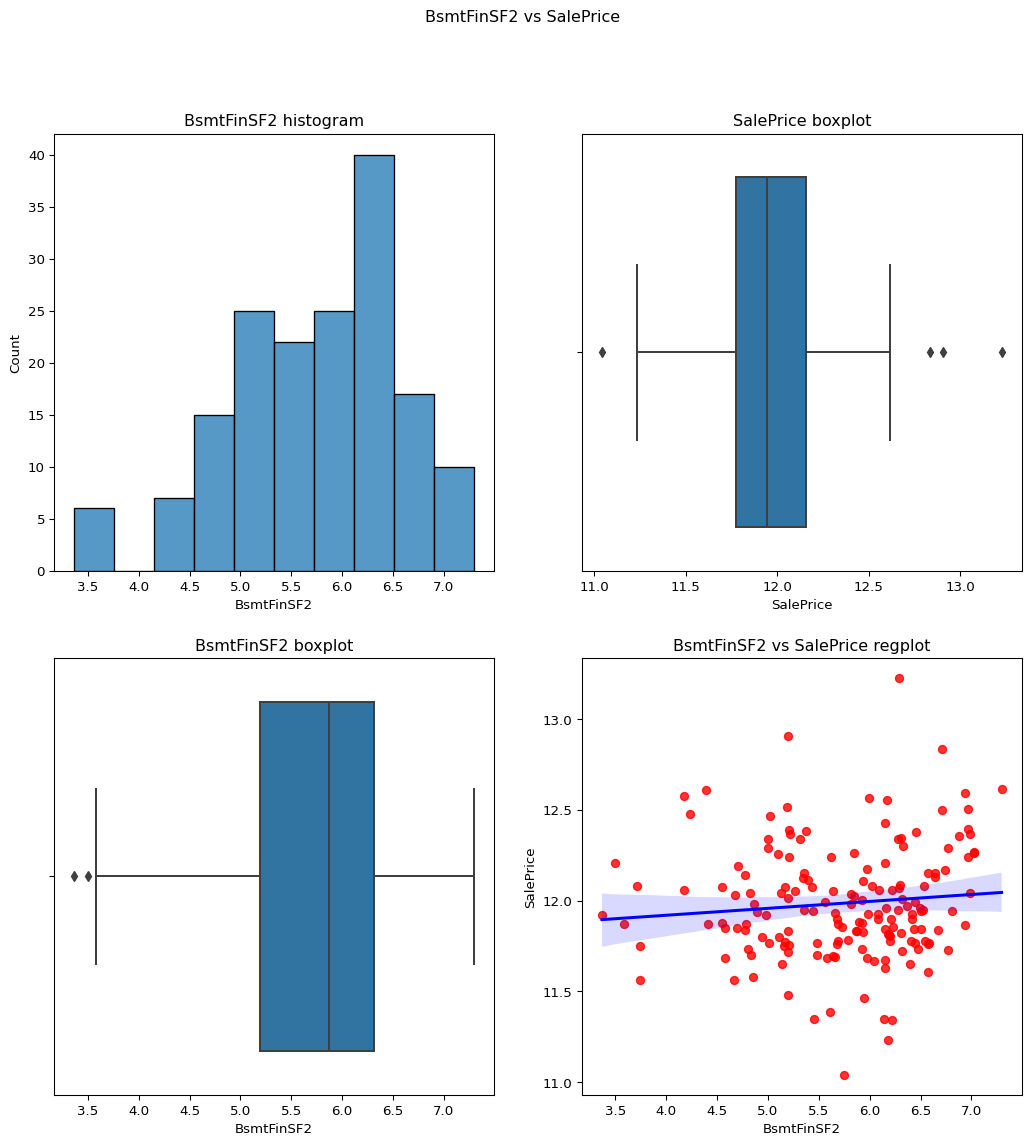 BsmtFinSF2 vs SalePrice
BsmtFinSF2 histogram
40
35
30
25
20
15
10
5
0
Count
3.5 4.0 4.5 5.0 5.5 6.0 6.5 7.0
BsmtFinSF2
SalePrice boxplot
11.0 11.5 12.0 12.5 13.0
SalePrice
BsmtFinSF2 boxplot
3.5 4.0 4.5 5.0 5.5 6.0 6.5 7.0
BsmtFinSF2
BsmtFinSF2 vs SalePrice regplot
13.0
12.5
12.0
11.5
11.0
SalePrice
3.5 4.0 4.5 5.0 5.5 6.0 6.5 7.0
BsmtFinSF2